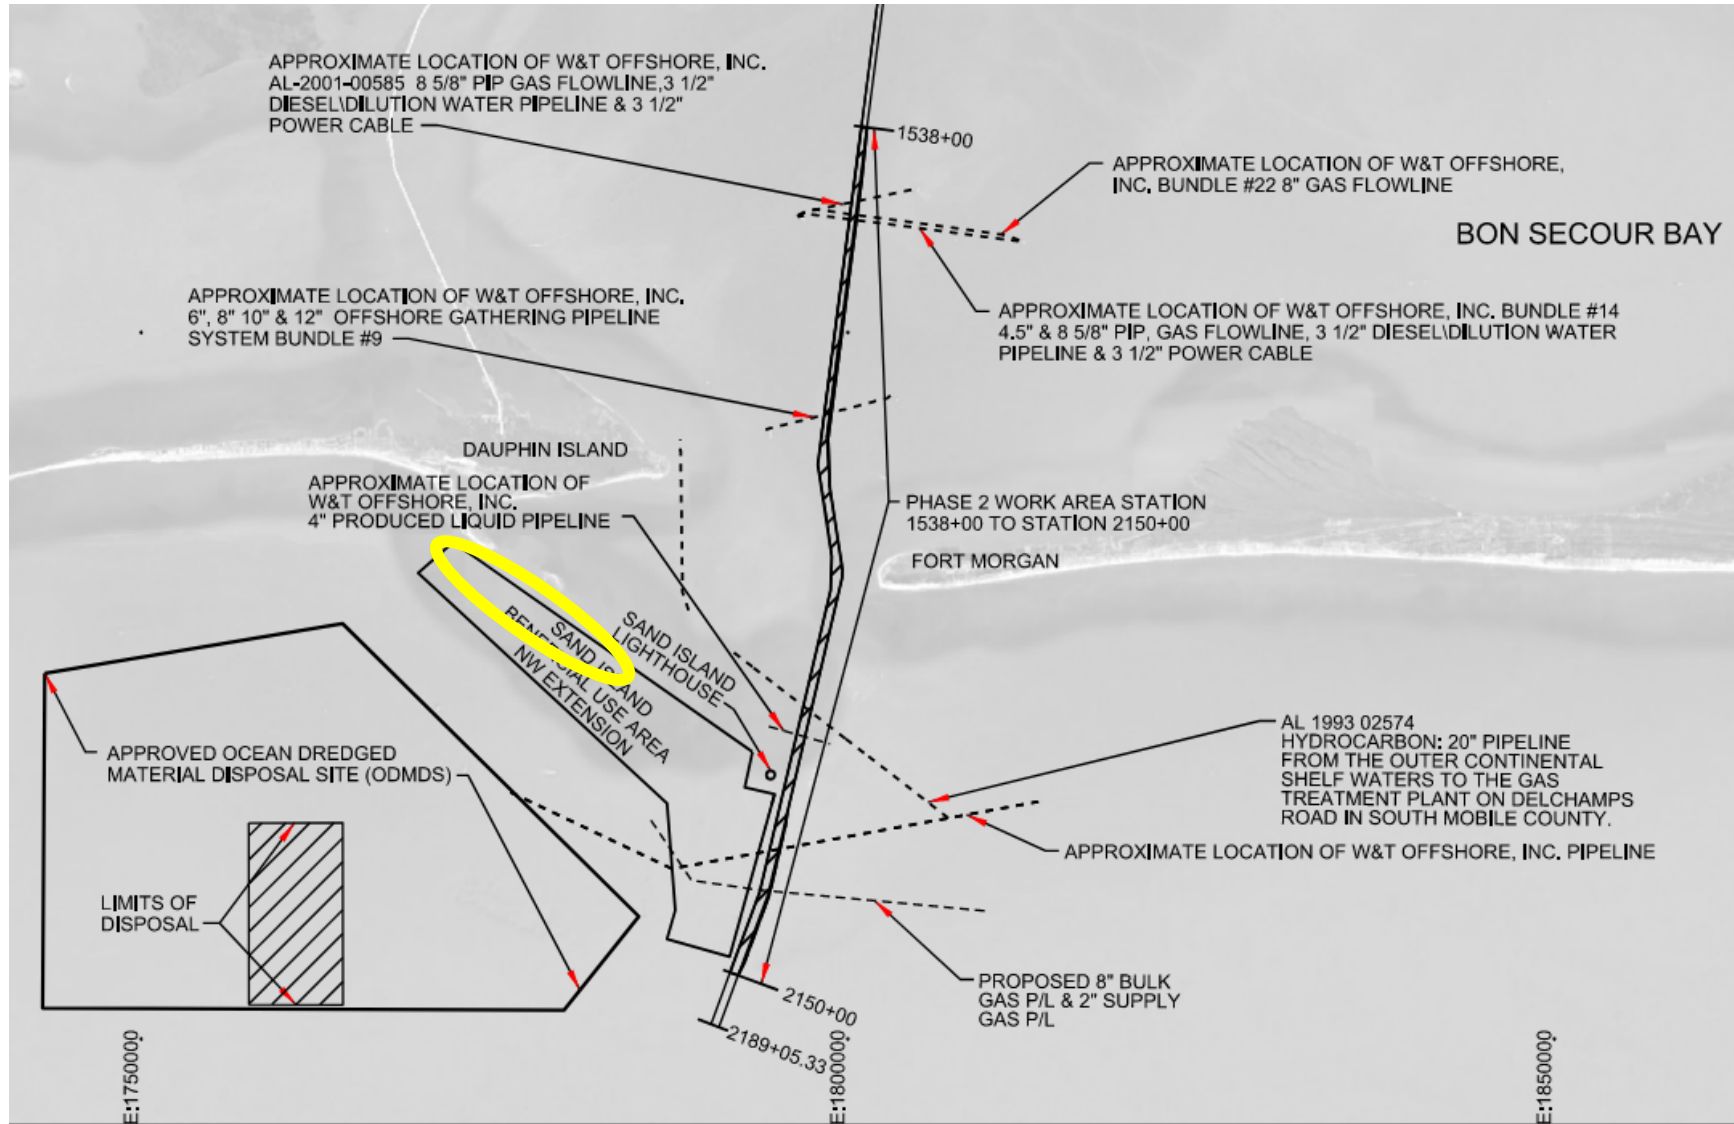 APPROXIMATE LOCATION OF W&T OFFSHORE, INC.
AL-2001-00585 8 5/8" PIP GAS FLOWLINE,3 1/2"
DIESEL\DILUTION WATER PIPELINE & 3 1/2"
POWER CABLE
1538+00
APPROXIMATE LOCATION OF W&T OFFSHORE,
INC. BUNDLE #22 8" GAS FLOWLINE
BON SECOUR BAY
APPROXIMATE LOCATION OF W&T OFFSHORE, INC.
6", 8" 10" & 12" OFFSHORE GATHERING PIPELINE
SYSTEM BUNDLE #9
APPROXIMATE LOCATION OF W&T OFFSHORE, INC. BUNDLE #14
4.5" & 8 5/8" PIP, GAS FLOWLINE, 3 1/2" DIESEL\DILUTION WATER
PIPELINE & 3 1/2" POWER CABLE
DAUPHIN ISLAND
APPROXIMATE LOCATION OF
W&T OFFSHORE, INC.
4" PRODUCED LIQUID PIPELINE
PHASE 2 WORK AREA STATION
1538+00 TO STATION 2150+00
FORT MORGAN
SAND ISLAND
LIGHTHOUSE
SAND ISLAND
BENEFICIAL USE AREA
NW EXTENSION
APPROVED OCEAN DREDGED
MATERIAL DISPOSAL SITE (ODMDS)
AL 1993 02574
HYDROCARBON: 20" PIPELINE
FROM THE OUTER CONTINENTAL
SHELF WATERS TO THE GAS
TREATMENT PLANT ON DELCHAMPS
ROAD IN SOUTH MOBILE COUNTY.
APPROXIMATE LOCATION OF W&T OFFSHORE, INC. PIPELINE
LIMITS OF
DISPOSAL
PROPOSED 8" BULK
GAS P/L & 2" SUPPLY
GAS P/L
2150+00
2189+05.33
E:1750000
E:1800000
E:1850000